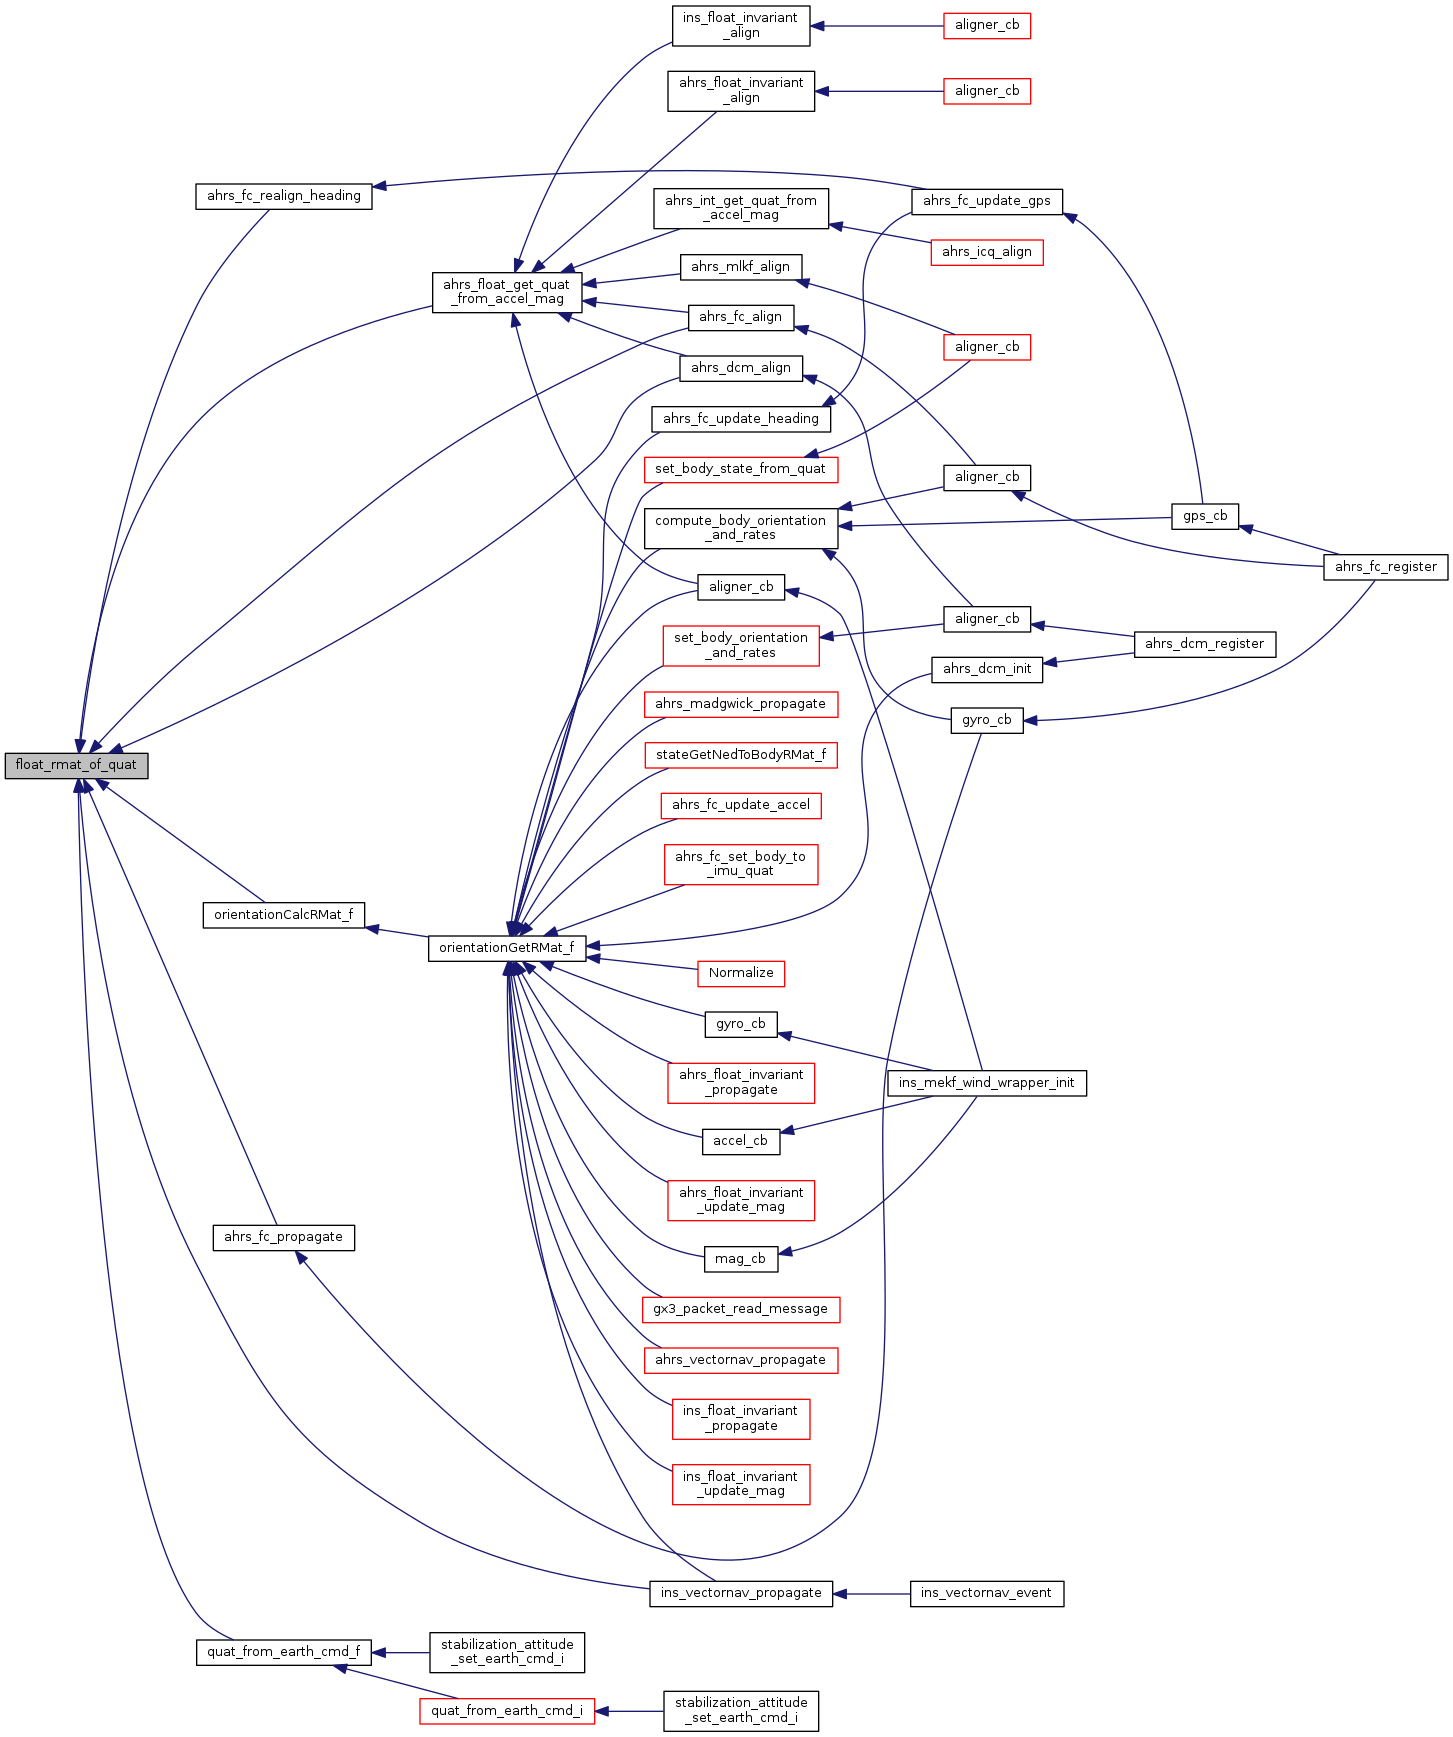 ins_float_invariant
_align
aligner_cb
ahrs_float_invariant
_align
aligner_cb
ahrs_fc_realign_heading
ahrs_int_get_quat_from
_accel_mag
ahrs_fc_update_gps
ahrs_icq_align
ahrs_mlkf_align
ahrs_float_get_quat
_from_accel_mag
ahrs_fc_align
aligner_cb
ahrs_dcm_align
ahrs_fc_update_heading
set_body_state_from_quat
aligner_cb
compute_body_orientation
_and_rates
gps_cb
ahrs_fc_register
aligner_cb
aligner_cb
set_body_orientation
_and_rates
ahrs_dcm_register
ahrs_dcm_init
ahrs_madgwick_propagate
gyro_cb
stateGetNedToBodyRMat_f
float_rmat_of_quat
ahrs_fc_update_accel
ahrs_fc_set_body_to
_imu_quat
orientationCalcRMat_f
orientationGetRMat_f
Normalize
gyro_cb
ahrs_float_invariant
_propagate
ins_mekf_wind_wrapper_init
accel_cb
ahrs_float_invariant
_update_mag
ahrs_fc_propagate
mag_cb
gx3_packet_read_message
ahrs_vectornav_propagate
ins_float_invariant
_propagate
ins_float_invariant
_update_mag
ins_vectornav_propagate
ins_vectornav_event
quat_from_earth_cmd_f
stabilization_attitude
_set_earth_cmd_i
quat_from_earth_cmd_i
stabilization_attitude
_set_earth_cmd_i